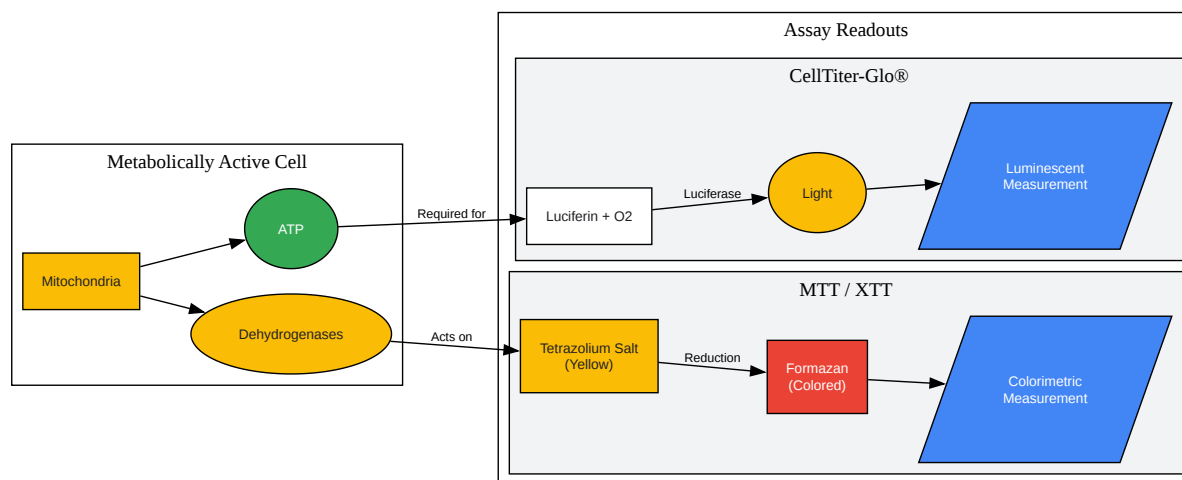 Assay Readouts
CellTiter-Glo®
Metabolically Active Cell
Mitochondria
ATP
Dehydrogenases
Required for
Acts on
Luciferin + O2
Luciferase
Light
Luminescent
Measurement
MTT / XTT
Tetrazolium Salt
(Yellow)
Reduction
Formazan
(Colored)
Colorimetric
Measurement